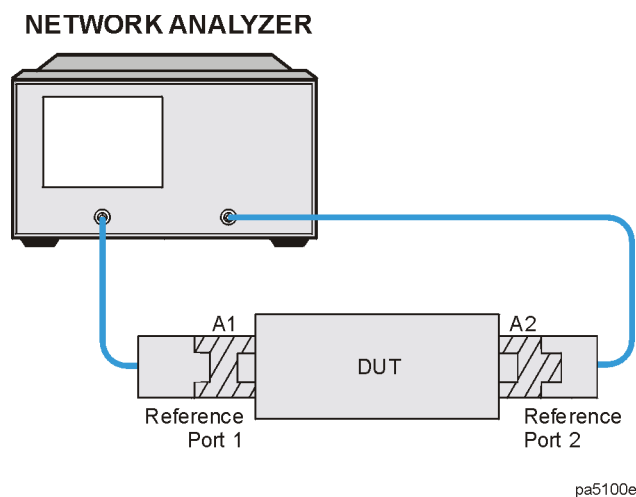 NETWORK ANALYZER
A1
A2
DUT
Reference
Port 1
Reference
Port 2
pa5100e